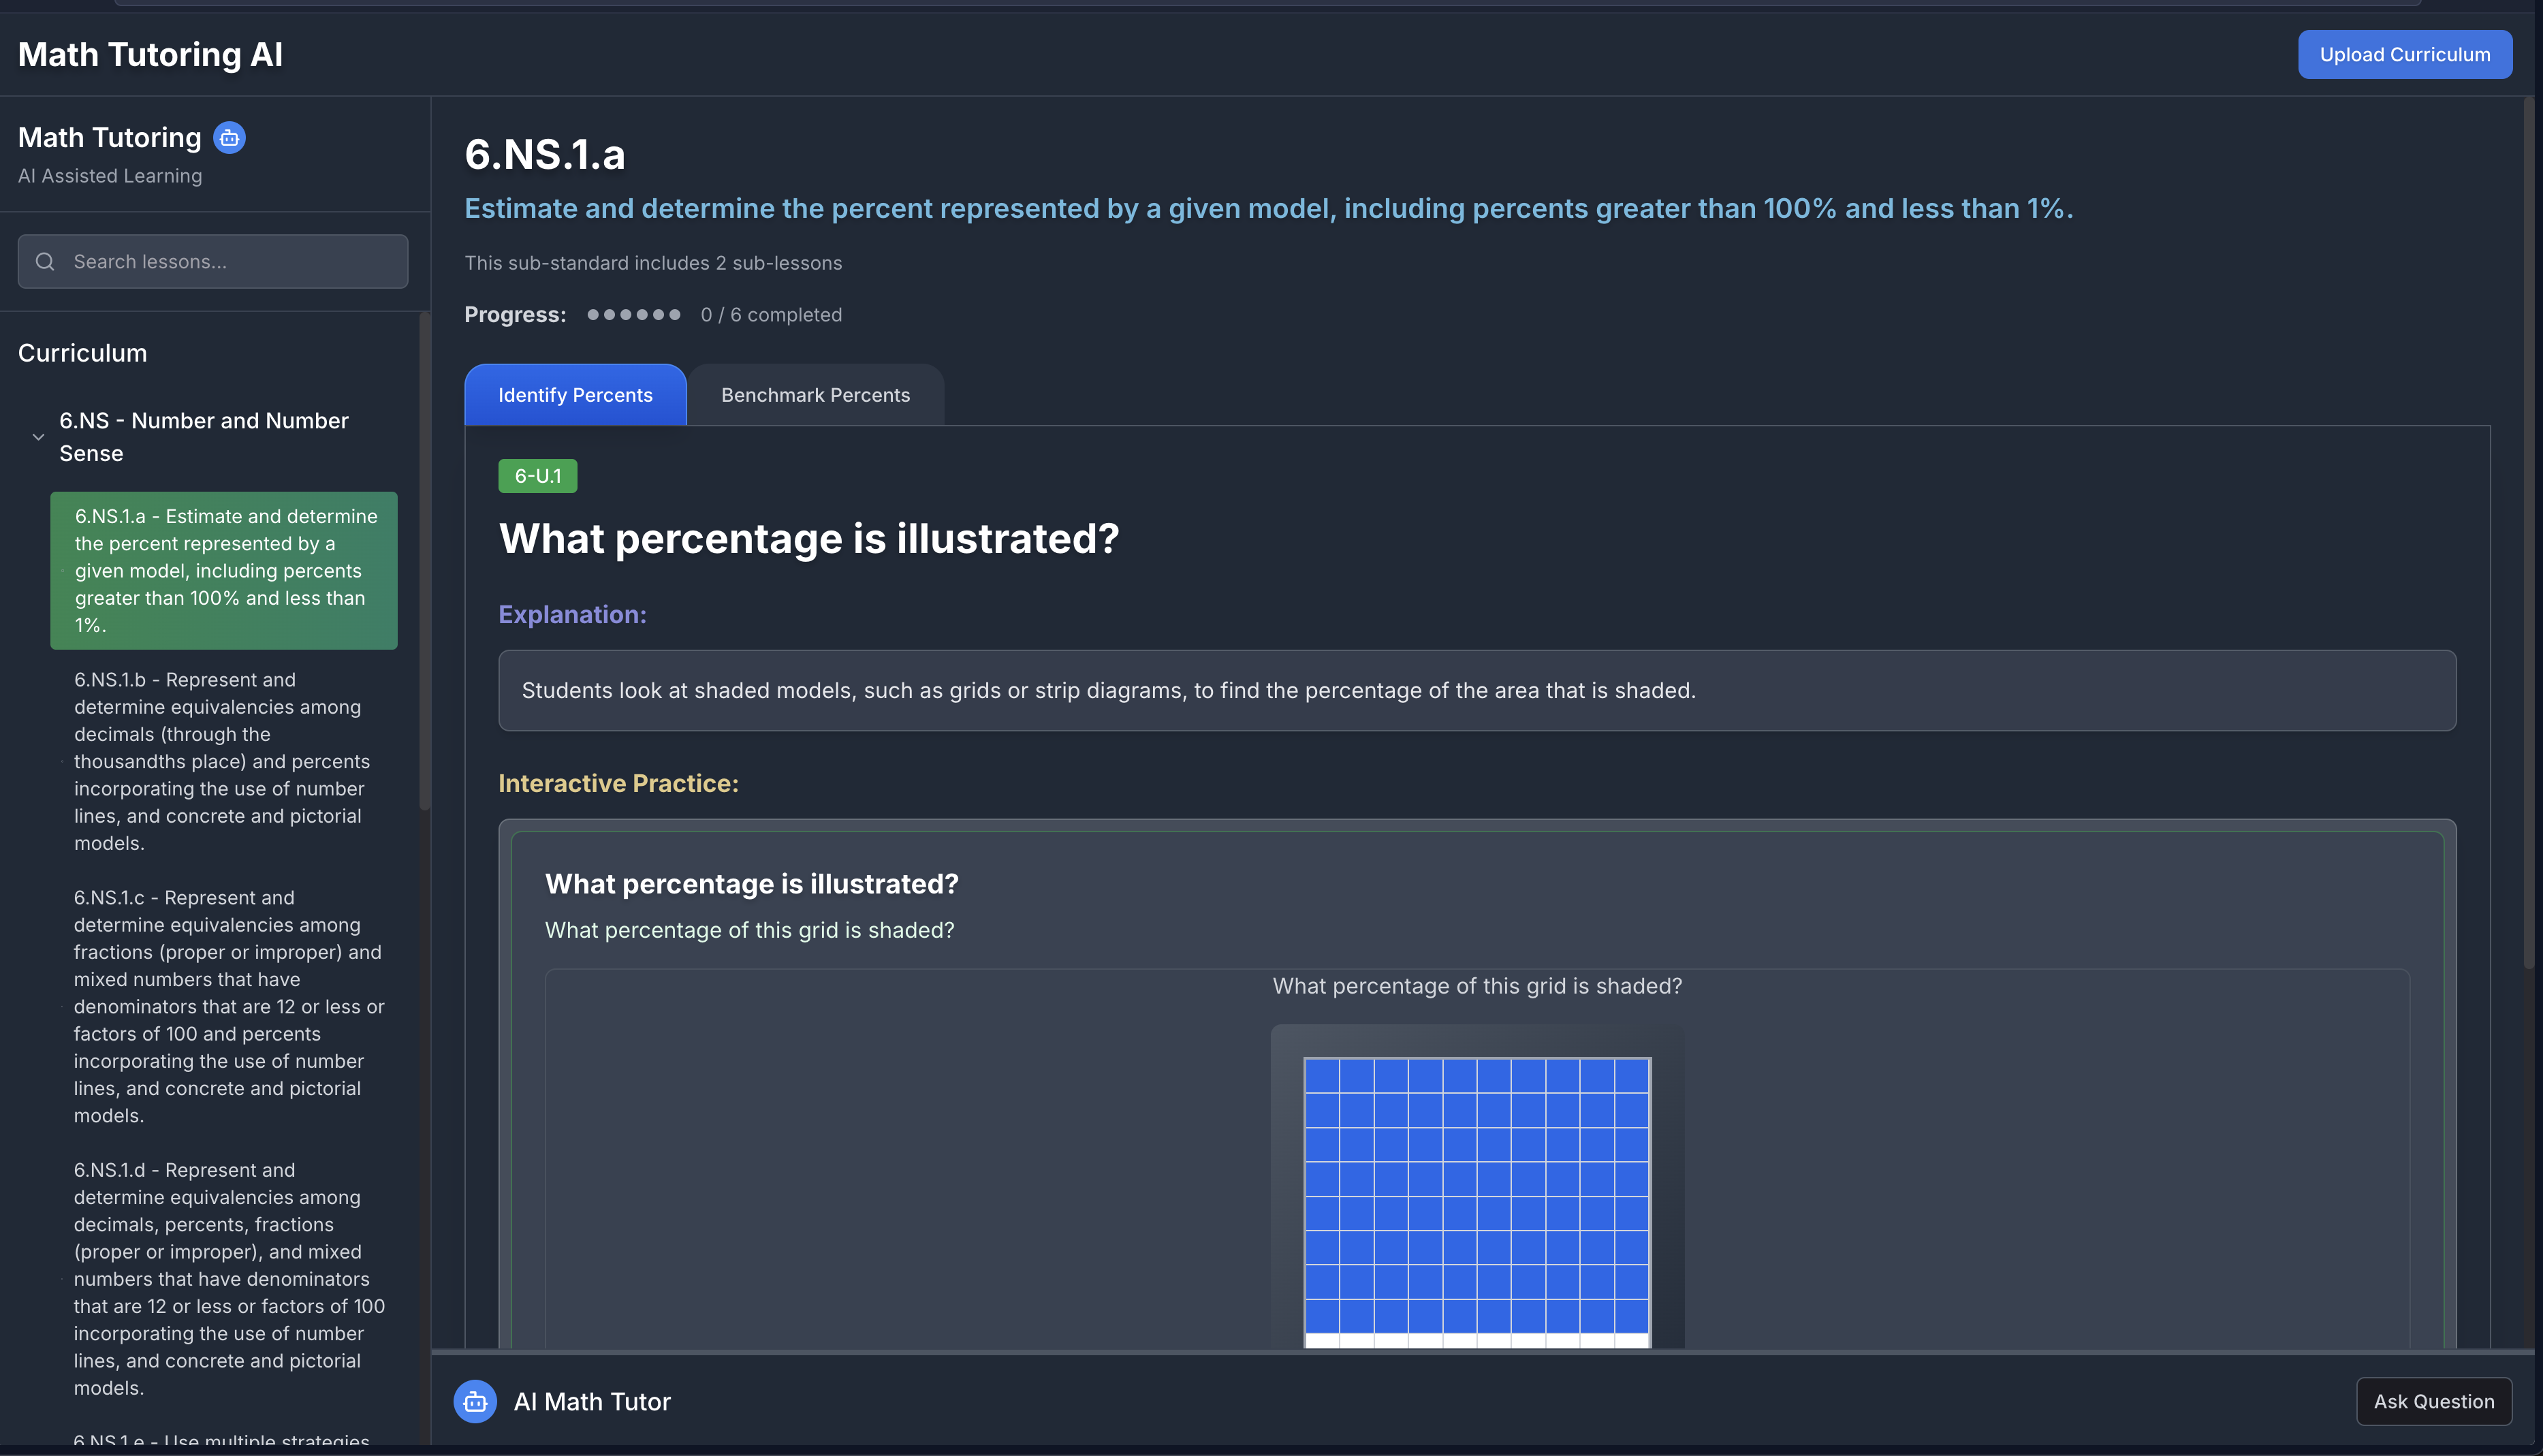 Math Tutoring AI
Upload Curriculum
Math Tutoring
AI Assisted Learning
Search lessons...
Curriculum
6.NS - Number and Number
Sense
6.NS.1.a - Estimate and determine
the percent represented by a
given model, including percents
greater than 100% and less than
1%.
6.NS.1.b - Represent and
determine equivalencies among
decimals (through the
thousandths place) and percents
incorporating the use of number
lines, and concrete and pictorial
models.
6.NS.1.c - Represent and
determine equivalencies among
fractions (proper or improper) and
mixed numbers that have
denominators that are 12 or less or
factors of 100 and percents
incorporating the use of number
lines, and concrete and pictorial
models.
6.NS.1.d - Represent and
determine equivalencies among
decimals, percents, fractions
(proper or improper), and mixed
numbers that have denominators
that are 12 or less or factors of 100
incorporating the use of number
lines, and concrete and pictorial
models.
6.NS.1.e - Use multiple strategies
6.NS.1.a
Estimate and determine the percent represented by a given model, including percents greater than 100% and less than 1%.
This sub-standard includes 2 sub-lessons
Progress: 0 / 6 completed
Identify Percents
Benchmark Percents
6-U.1
What percentage is illustrated?
Explanation:
Students look at shaded models, such as grids or strip diagrams, to find the percentage of the area that is shaded.
Interactive Practice:
What percentage is illustrated?
What percentage of this grid is shaded?
What percentage of this grid is shaded?
AI Math Tutor
Ask Question